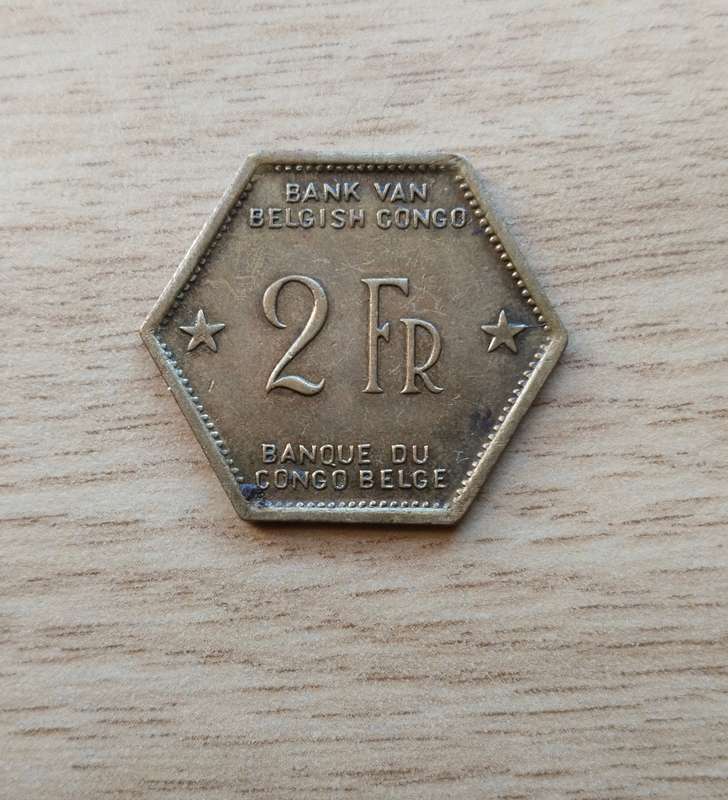 BANK VAN
BELGISH CONGO
2 FR
BANQUE DU
CONGO BELGE